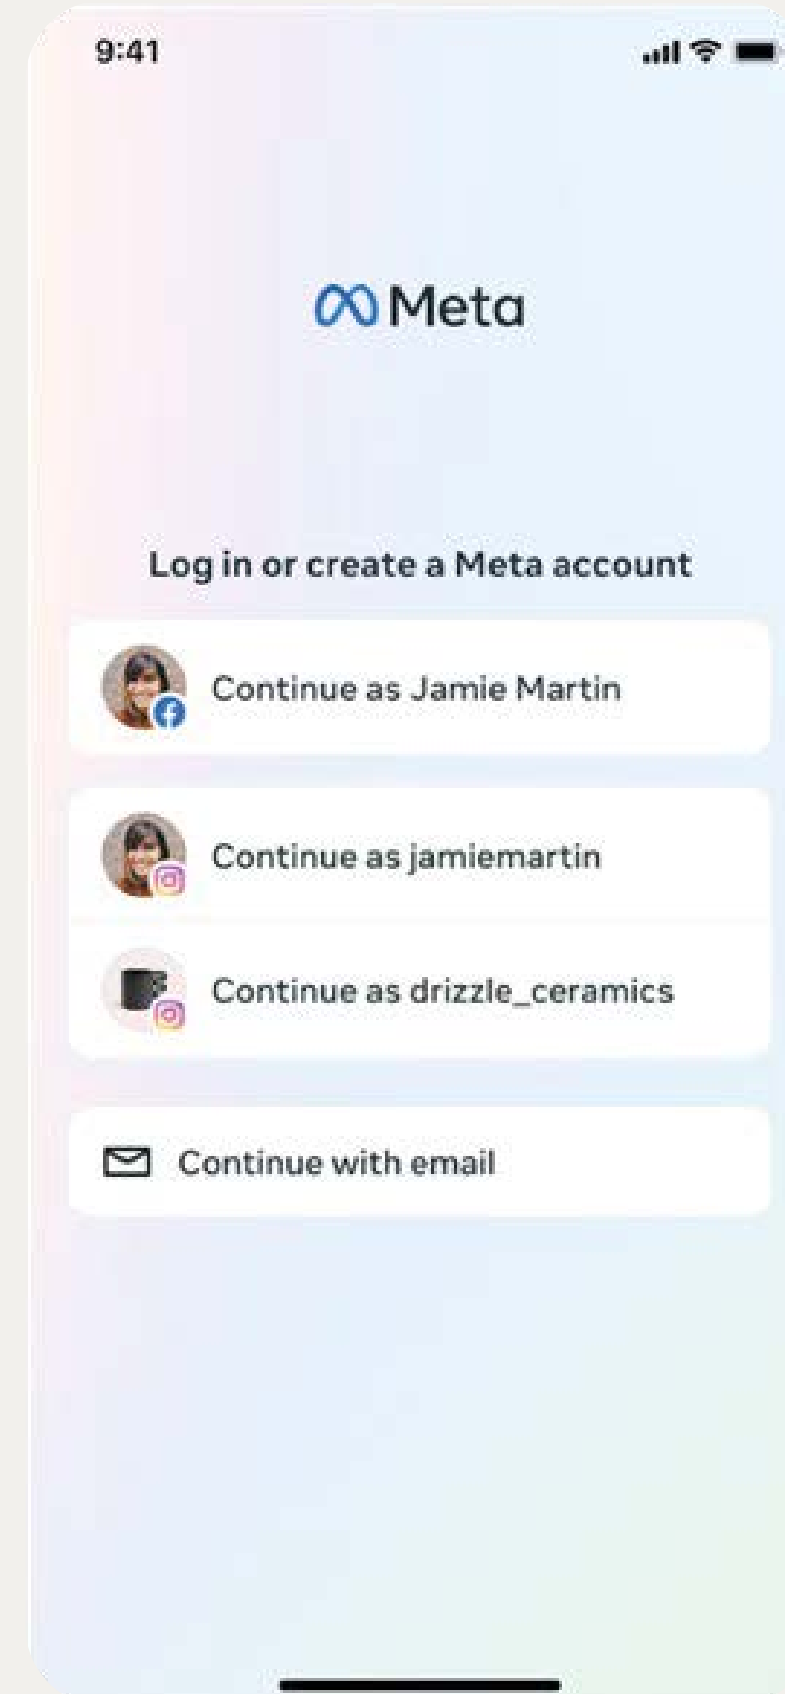 9:41
Meta
Log in or create a Meta account
Continue as Jamie Martin
Continue as jamiemartin
Continue as drizzle_ceramics
Continue with email